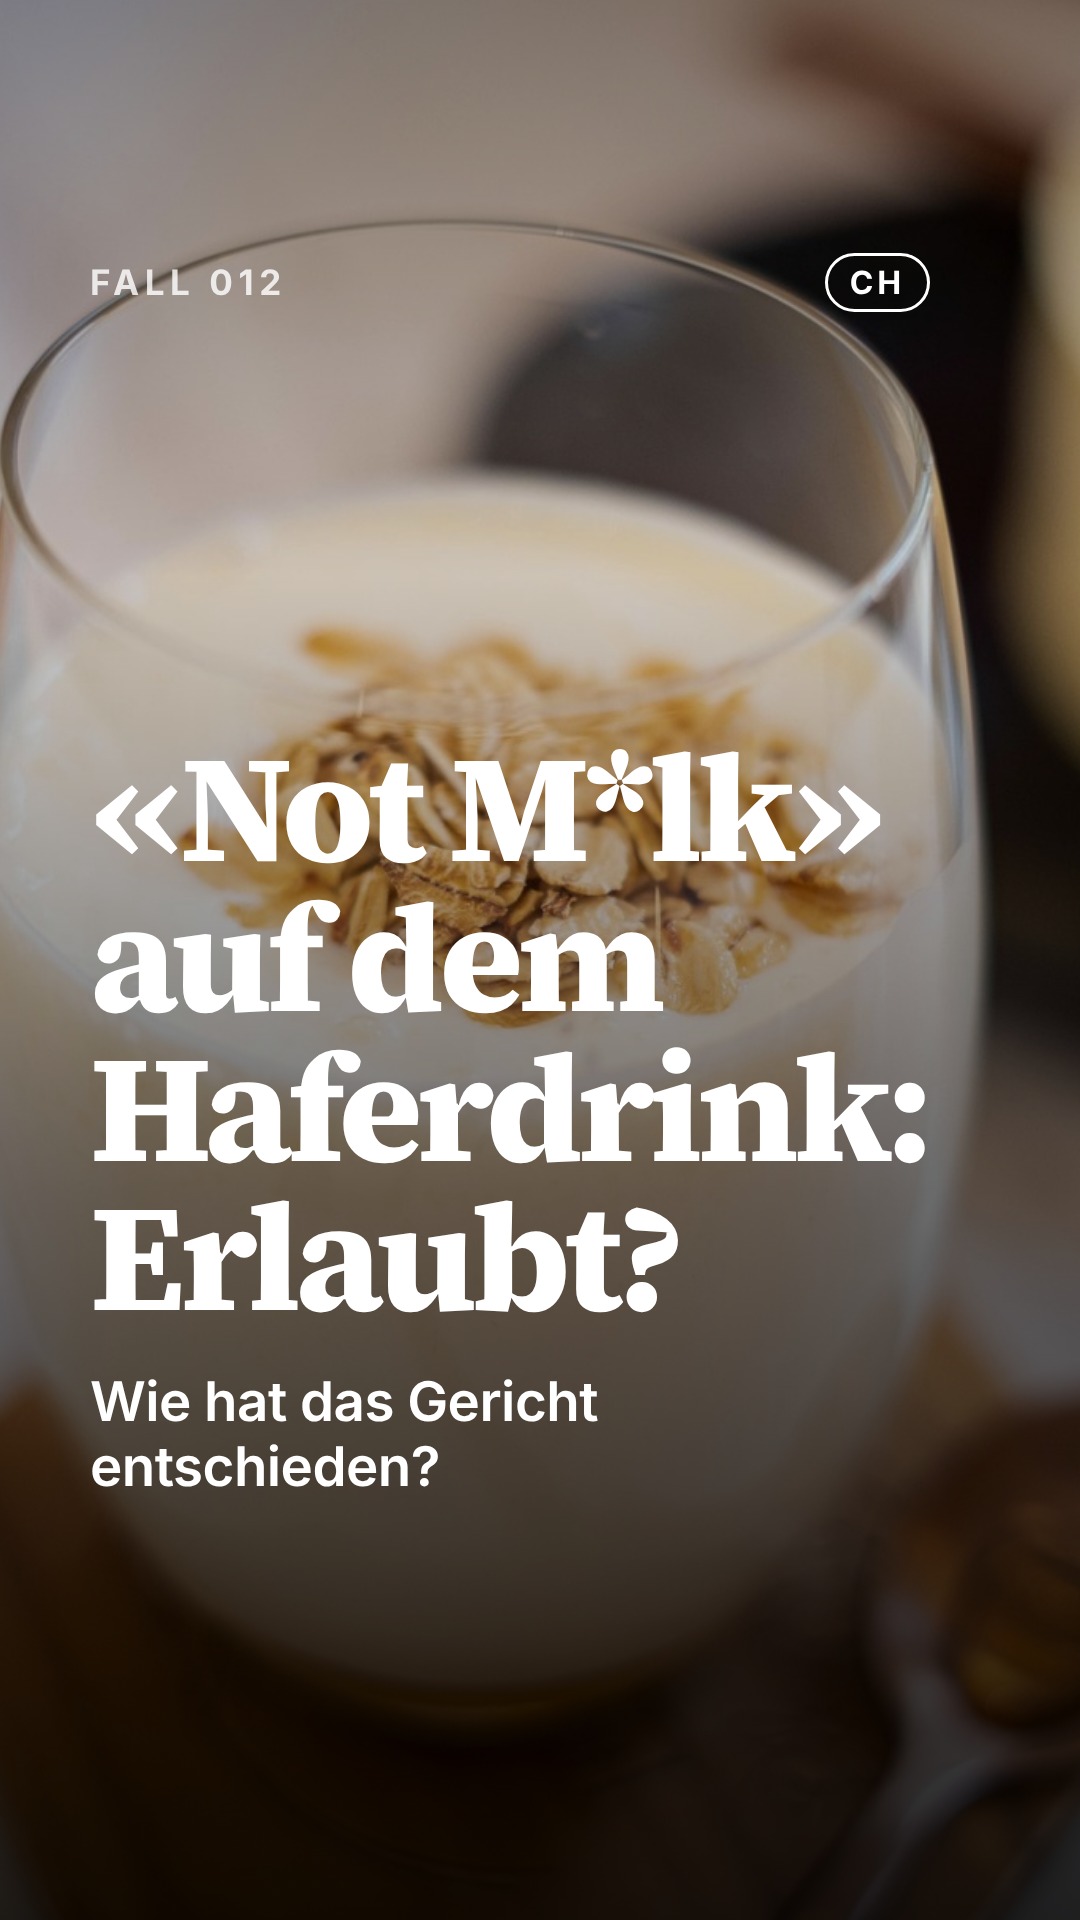 FALL 012
CH
«Not M*lk»
auf dem
Haferdrink:
Erlaubt?
Wie hat das Gericht
entschieden?